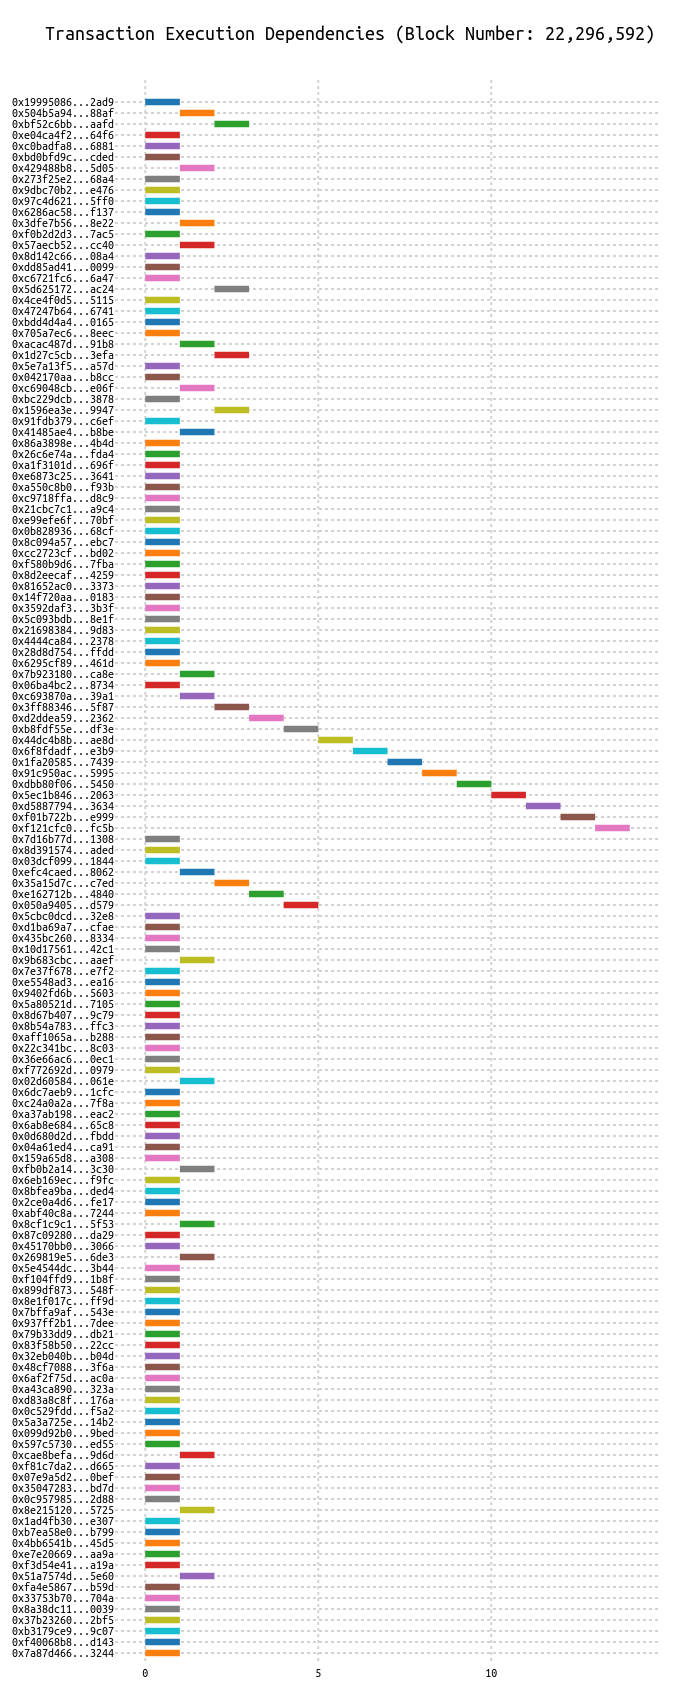 Transaction Execution Dependencies (Block Number: 22,296,592)
0x19995086...2ad9
0x504b5a94...88af
0xbf52c6bb...aafd
0xe04ca4f2...64f6
0xc0badfa8...6881
0xbd0bfd9c...cded
0x429488b8...5d05
0x273f25e2...68a4
0x9dbc70b2...e476
0x97c4d621...5ff0
0x6286ac58...f137
0x3dfe7b56...8e22
0xf0b2d2d3...7ac5
0x57aecb52...cc40
0x8d142c66...08a4
0xdd85ad41...0099
0xc6721fc6...6a47
0x5d625172...ac24
0x4ce4f0d5...5115
0x47247b64...6741
0xbdd4d4a4...0165
0x705a7ec6...8eec
0xacac487d...91b8
0x1d27c5cb...3efa
0x5e7a13f5...a57d
0x042170aa...b8cc
0xc69048cb...e06f
0xbc229dcb...3878
0x1596ea3e...9947
0x91fdb379...c6ef
0x41485ae4...b8be
0x86a3898e...4b4d
0x26c6e74a...fda4
0xa1f3101d...696f
0xe6873c25...3641
0xa550c8b0...f93b
0xc9718ffa...d8c9
0x21cbc7c1...a9c4
0xe99efe6f...70bf
0x0b828936...68cf
0x8c094a57...ebc7
0xcc2723cf...bd02
0xf580b9d6...7fba
0x8d2eecaf...4259
0x81652ac0...3373
0x14f720aa...0183
0x3592daf3...3b3f
0x5c093bdb...8e1f
0x21698384...9d83
0x4444ca84...2378
0x28d8d754...ffdd
0x6295cf89...461d
0x7b923180...ca8e
0x06ba4bc2...8734
0xc693870a...39a1
0x3ff88346...5f87
0xd2ddea59...2362
0xb8fdf55e...df3e
0x44dc4b8b...ae8d
0x6f8fdadf...e3b9
0x1fa20585...7439
0x91c950ac...5995
0xdbb80f06...5450
0x5ec1b846...2063
0xd5887794...3634
0xf01b722b...e999
0xf121cfc0...fc5b
0x7d16b77d...1308
0x8d391574...aded
0x03dcf099...1844
0xefc4caed...8062
0x35a15d7c...c7ed
0xe162712b...4840
0x050a9405...d579
0x5cbc0dcd...32e8
0xd1ba69a7...cfae
0x435bc260...8334
0x10d17561...42c1
0x9b683cbc...aaef
0x7e37f678...e7f2
0xe5548ad3...ea16
0x9402fd6b...5603
0x5a80521d...7105
0x8d67b407...9c79
0x8b54a783...ffc3
0xaff1065a...b288
0x22c341bc...8c03
0x36e66ac6...0ec1
0xf772692d...0979
0x02d60584...061e
0x6dc7aeb9...1cfc
0xc24a0a2a...7f8a
0xa37ab198...eac2
0x6ab8e684...65c8
0x0d680d2d...fbdd
0x04a61ed4...ca91
0x159a65d8...a308
0xfb0b2a14...3c30
0x6eb169ec...f9fc
0x8bfea9ba...ded4
0x2ce0a4d6...fe17
0xabf40c8a...7244
0x8cf1c9c1...5f53
0x87c09280...da29
0x45170bb0...3066
0x269819e5...6de3
0x5e4544dc...3b44
0xf104ffd9...1b8f
0x899df873...548f
0x8e1f017c...ff9d
0x7bffa9af...543e
0x937ff2b1...7dee
0x79b33dd9...db21
0x83f58b50...22cc
0x32eb040b...b04d
0x48cf7088...3f6a
0x6af2f75d...ac0a
0xa43ca890...323a
0xd83a8c8f...176a
0x0c529fdd...f5a2
0x5a3a725e...14b2
0x099d92b0...9bed
0x597c5730...ed55
0xcae8befa...9d6d
0xf81c7da2...d665
0x07e9a5d2...0bef
0x35047283...bd7d
0x0c957985...2d88
0x8e215120...5725
0x1ad4fb30...e307
0xb7ea58e0...b799
0x4bb6541b...45d5
0xe7e20669...aa9a
0xf3d54e41...a19a
0x51a7574d...5e60
0xfa4e5867...b59d
0x33753b70...704a
0x8a38dc11...0039
0x37b23260...2bf5
0xb3179ce9...9c07
0xf40068b8...d143
0x7a87d466...3244
0 5 10